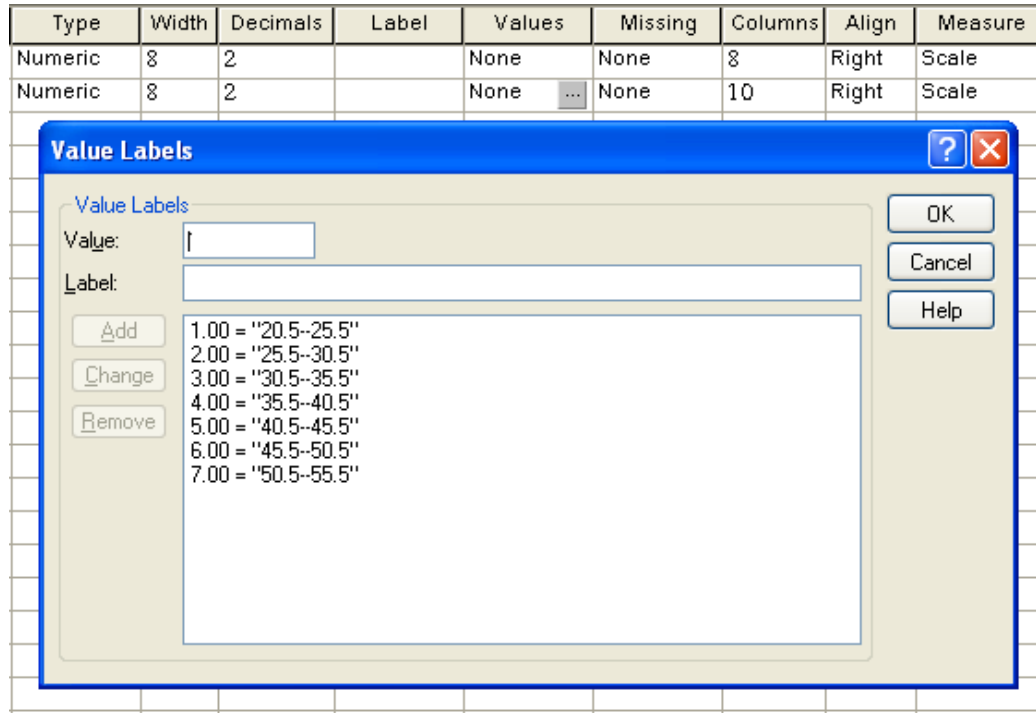 Type Width Decimals Label Values Missing Columns Align Measure
Numeric 8 2 None None 8 Right Scale
Numeric 8 2 None ... None 10 Right Scale
Value Labels
Value Labels
Value:
Label:
OK
Cancel
Help
Add
Change
Remove
1.00 = "20.5--25.5"
2.00 = "25.5--30.5"
3.00 = "30.5--35.5"
4.00 = "35.5--40.5"
5.00 = "40.5--45.5"
6.00 = "45.5--50.5"
7.00 = "50.5--55.5"